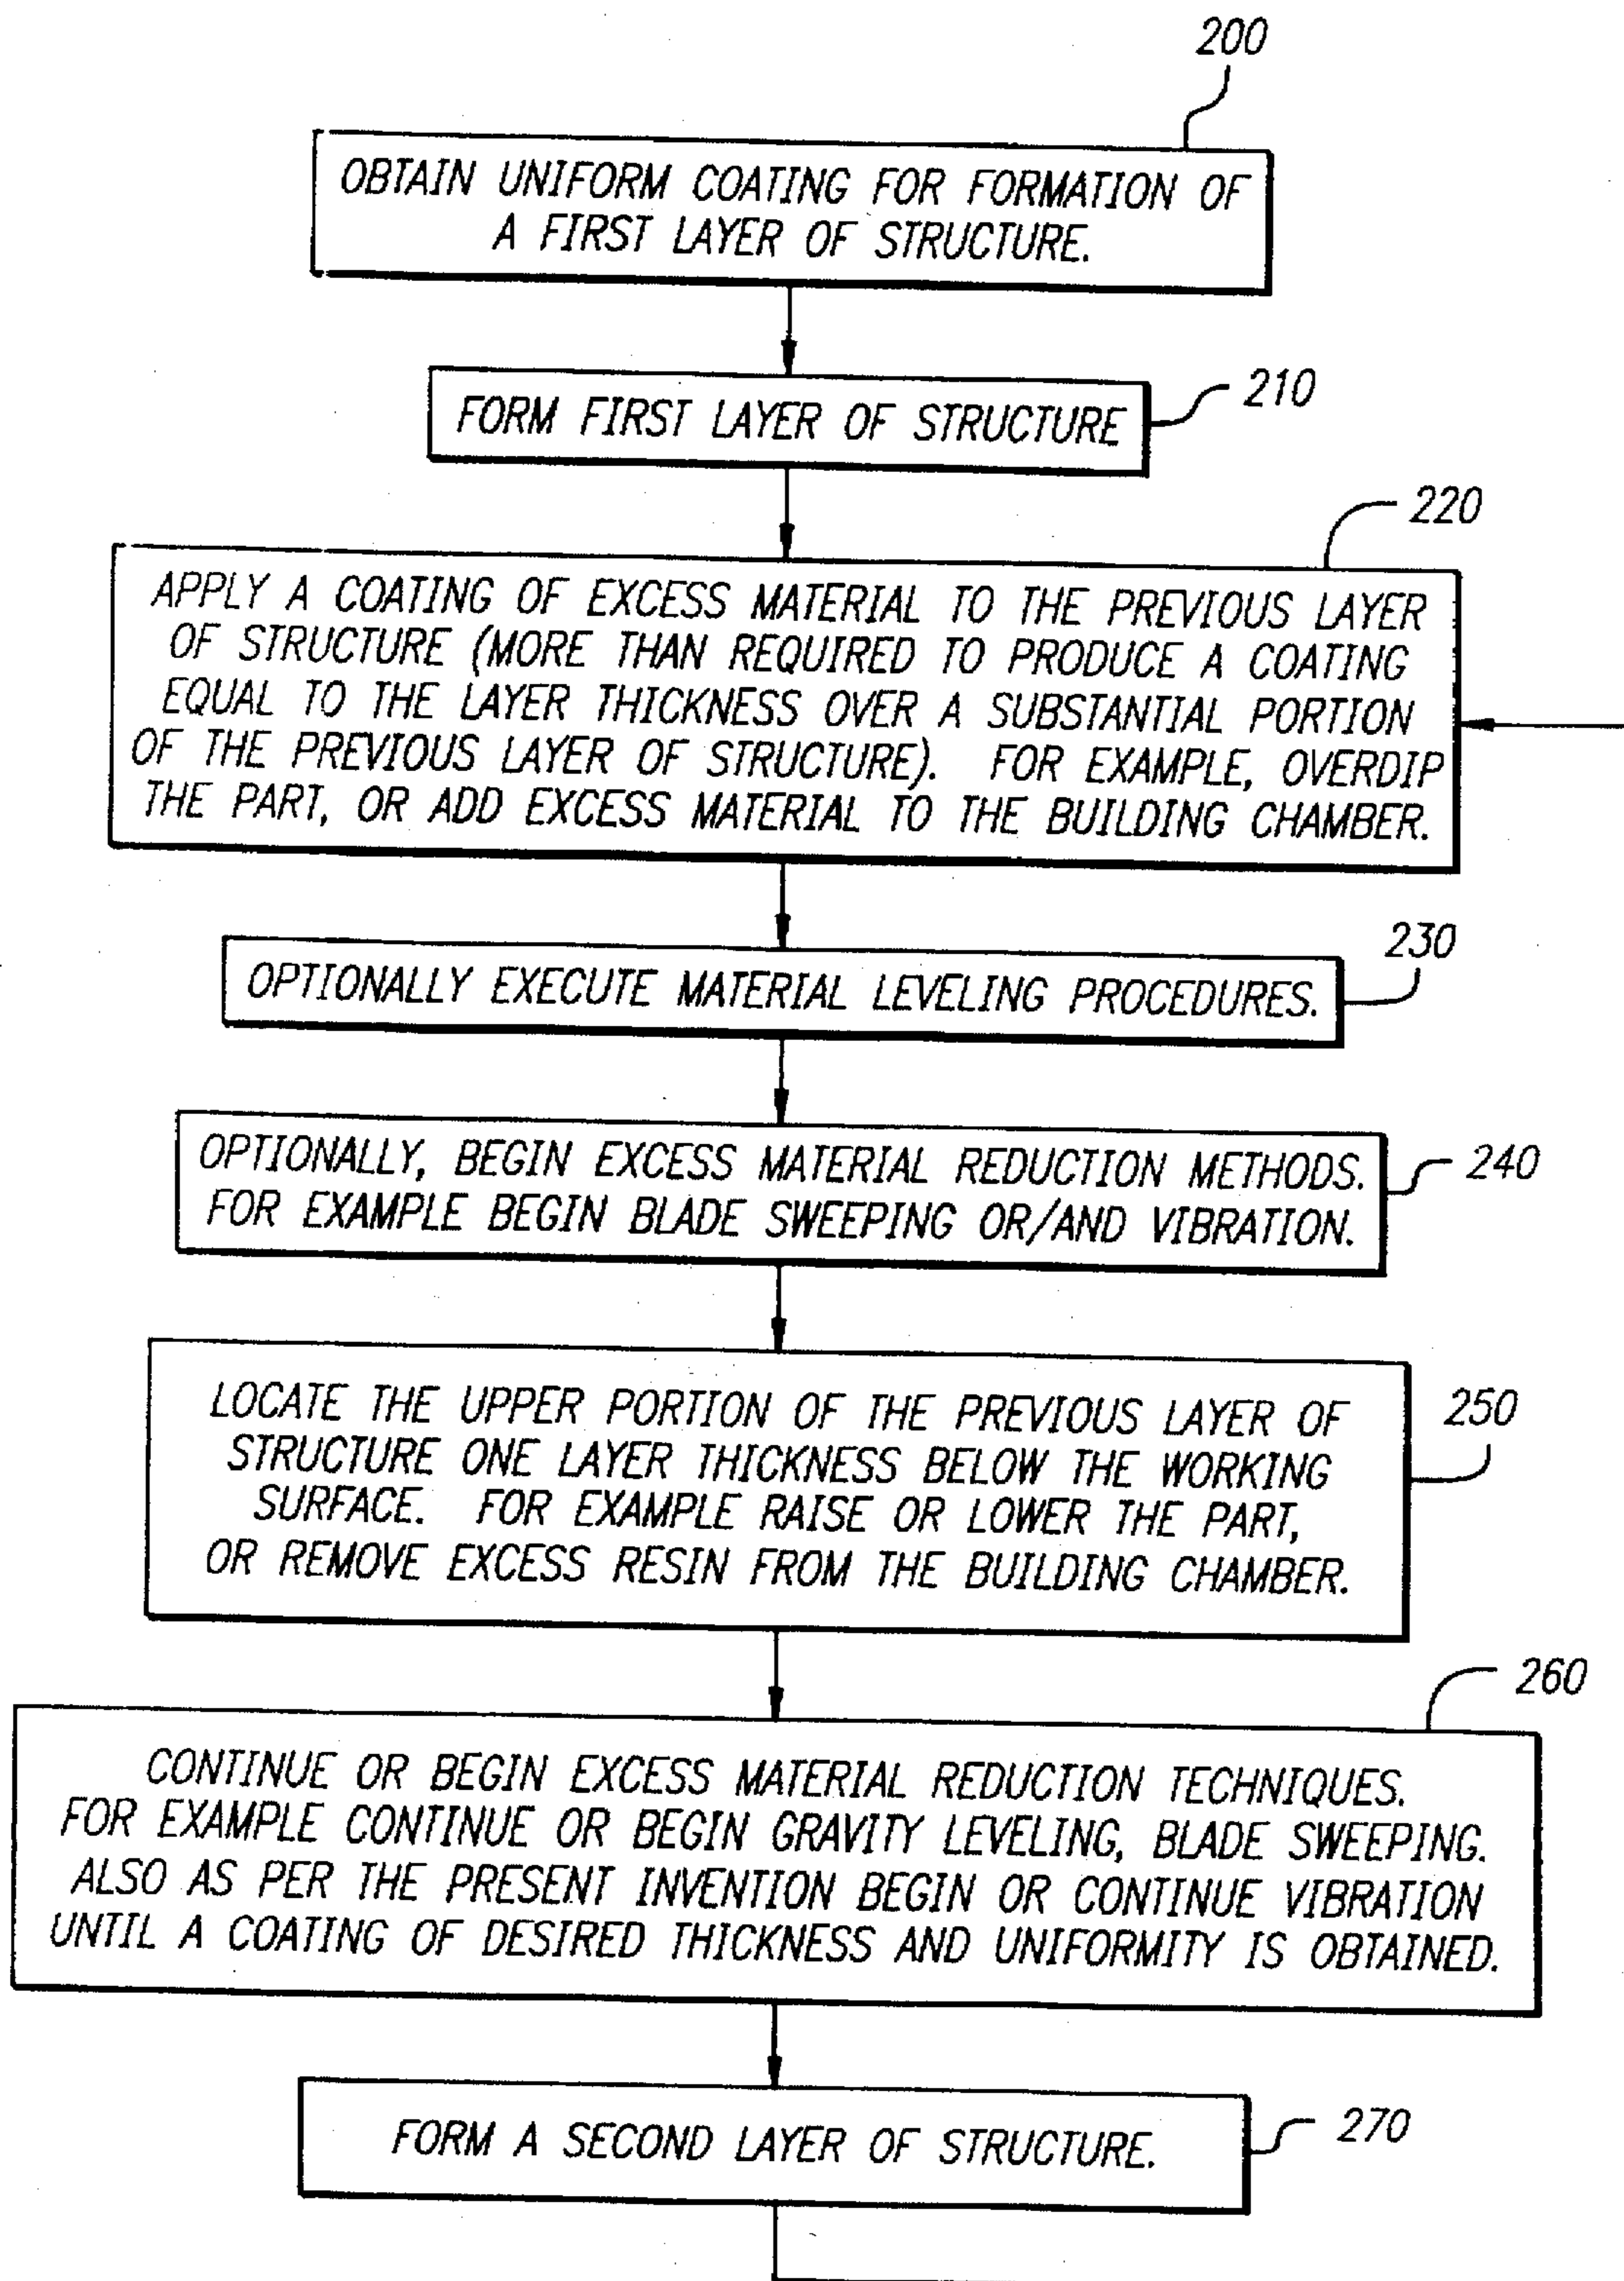 200
OBTAIN UNIFORM COATING FOR FORMATION OF
A FIRST LAYER OF STRUCTURE.
FORM FIRST LAYER OF STRUCTURE
210
220
APPLY A COATING OF EXCESS MATERIAL TO THE PREVIOUS LAYER
OF STRUCTURE (MORE THAN REQUIRED TO PRODUCE A COATING
EQUAL TO THE LAYER THICKNESS OVER A SUBSTANTIAL PORTION
OF THE PREVIOUS LAYER OF STRUCTURE). FOR EXAMPLE, OVERDIP
THE PART, OR ADD EXCESS MATERIAL TO THE BUILDING CHAMBER.
230
OPTIONALLY EXECUTE MATERIAL LEVELING PROCEDURES.
OPTIONALLY, BEGIN EXCESS MATERIAL REDUCTION METHODS.
FOR EXAMPLE BEGIN BLADE SWEEPING OR/AND VIBRATION.
240
LOCATE THE UPPER PORTION OF THE PREVIOUS LAYER OF
STRUCTURE ONE LAYER THICKNESS BELOW THE WORKING
SURFACE. FOR EXAMPLE RAISE OR LOWER THE PART,
OR REMOVE EXCESS RESIN FROM THE BUILDING CHAMBER.
250
260
CONTINUE OR BEGIN EXCESS MATERIAL REDUCTION TECHNIQUES.
FOR EXAMPLE CONTINUE OR BEGIN GRAVITY LEVELING, BLADE SWEEPING.
ALSO AS PER THE PRESENT INVENTION BEGIN OR CONTINUE VIBRATION
UNTIL A COATING OF DESIRED THICKNESS AND UNIFORMITY IS OBTAINED.
FORM A SECOND LAYER OF STRUCTURE.
270